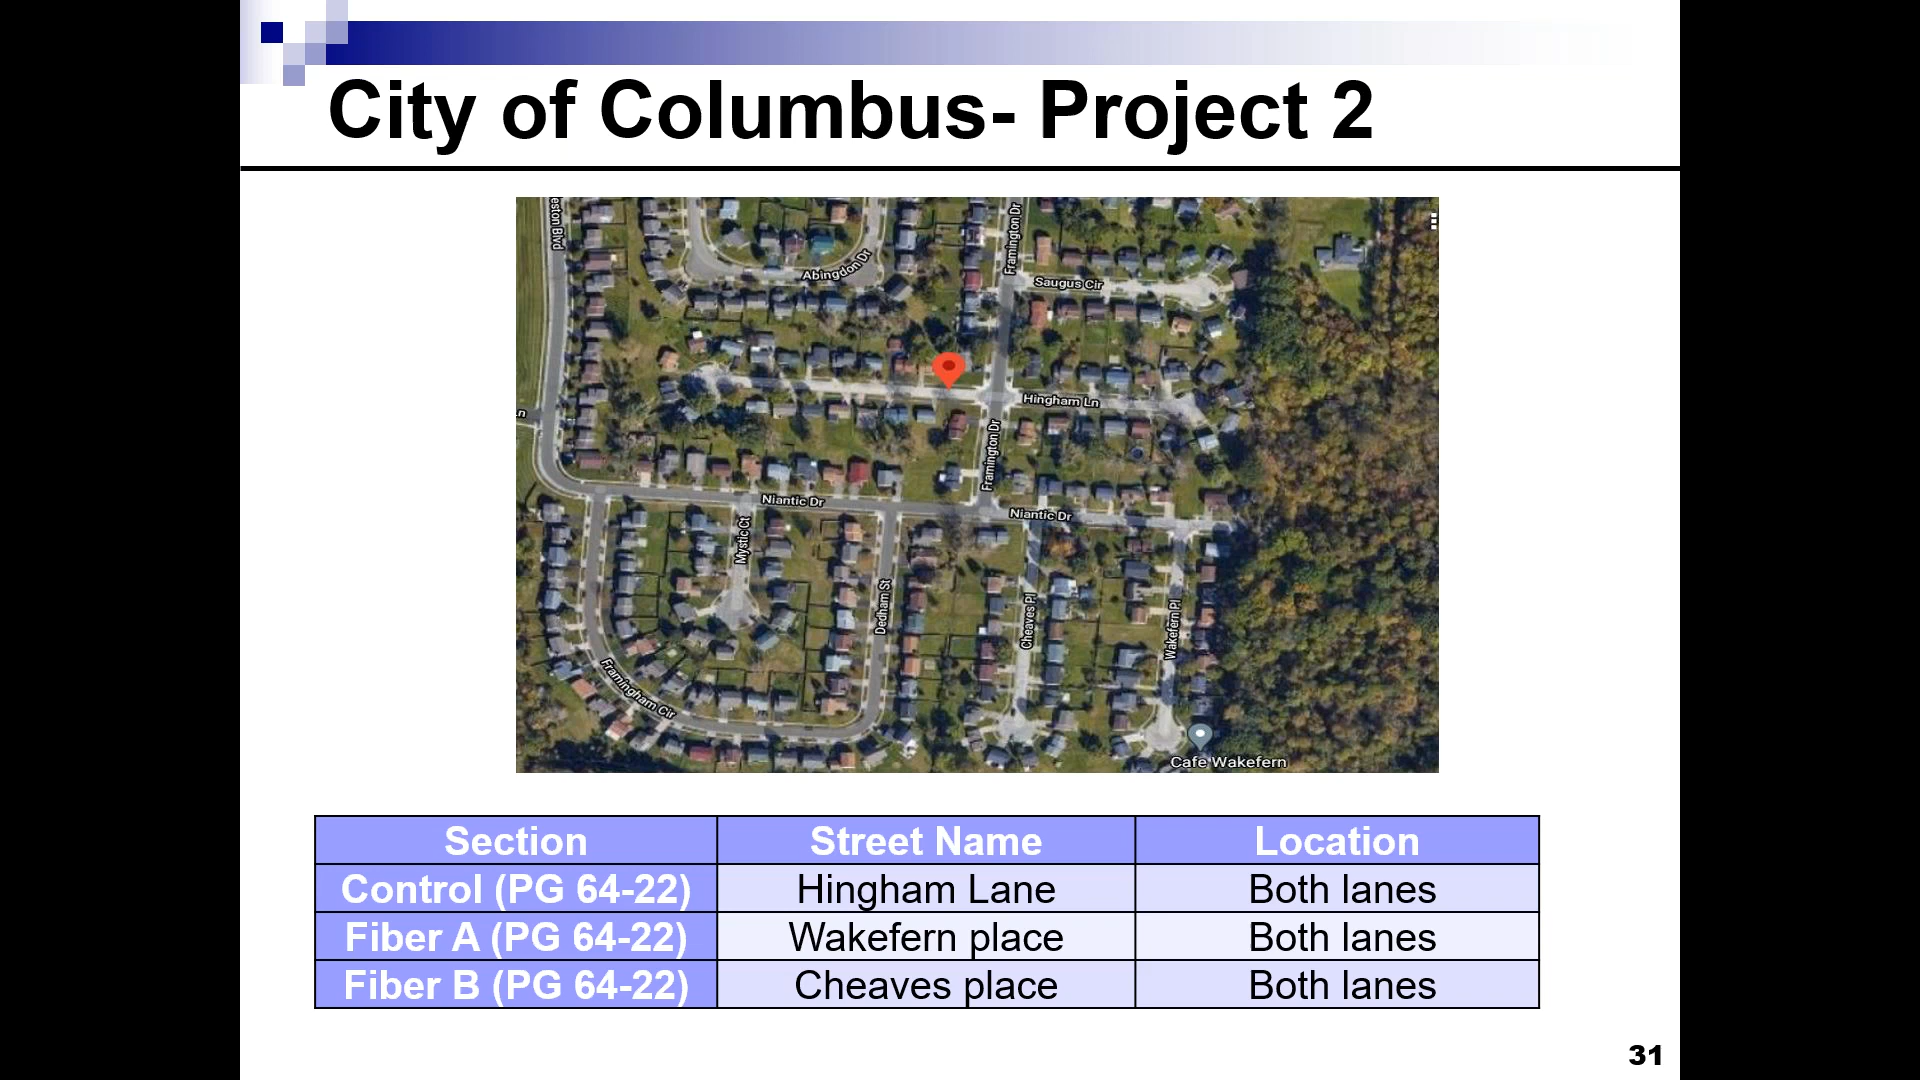 City of Columbus- Project 2
eston Blvd
Framington Dr
Abingdon Dr
Saugus Cir
Hingham Ln
Framington Dr
Niantic Dr
Niantic Dr
Mystic Ct
Dedham St
Cheaves Pl
Wakefern Pl
Framingham Cir
Cafe Wakefern
Section Street Name Location
Control (PG 64-22) Hingham Lane Both lanes
Fiber A (PG 64-22) Wakefern place Both lanes
Fiber B (PG 64-22) Cheaves place Both lanes
31